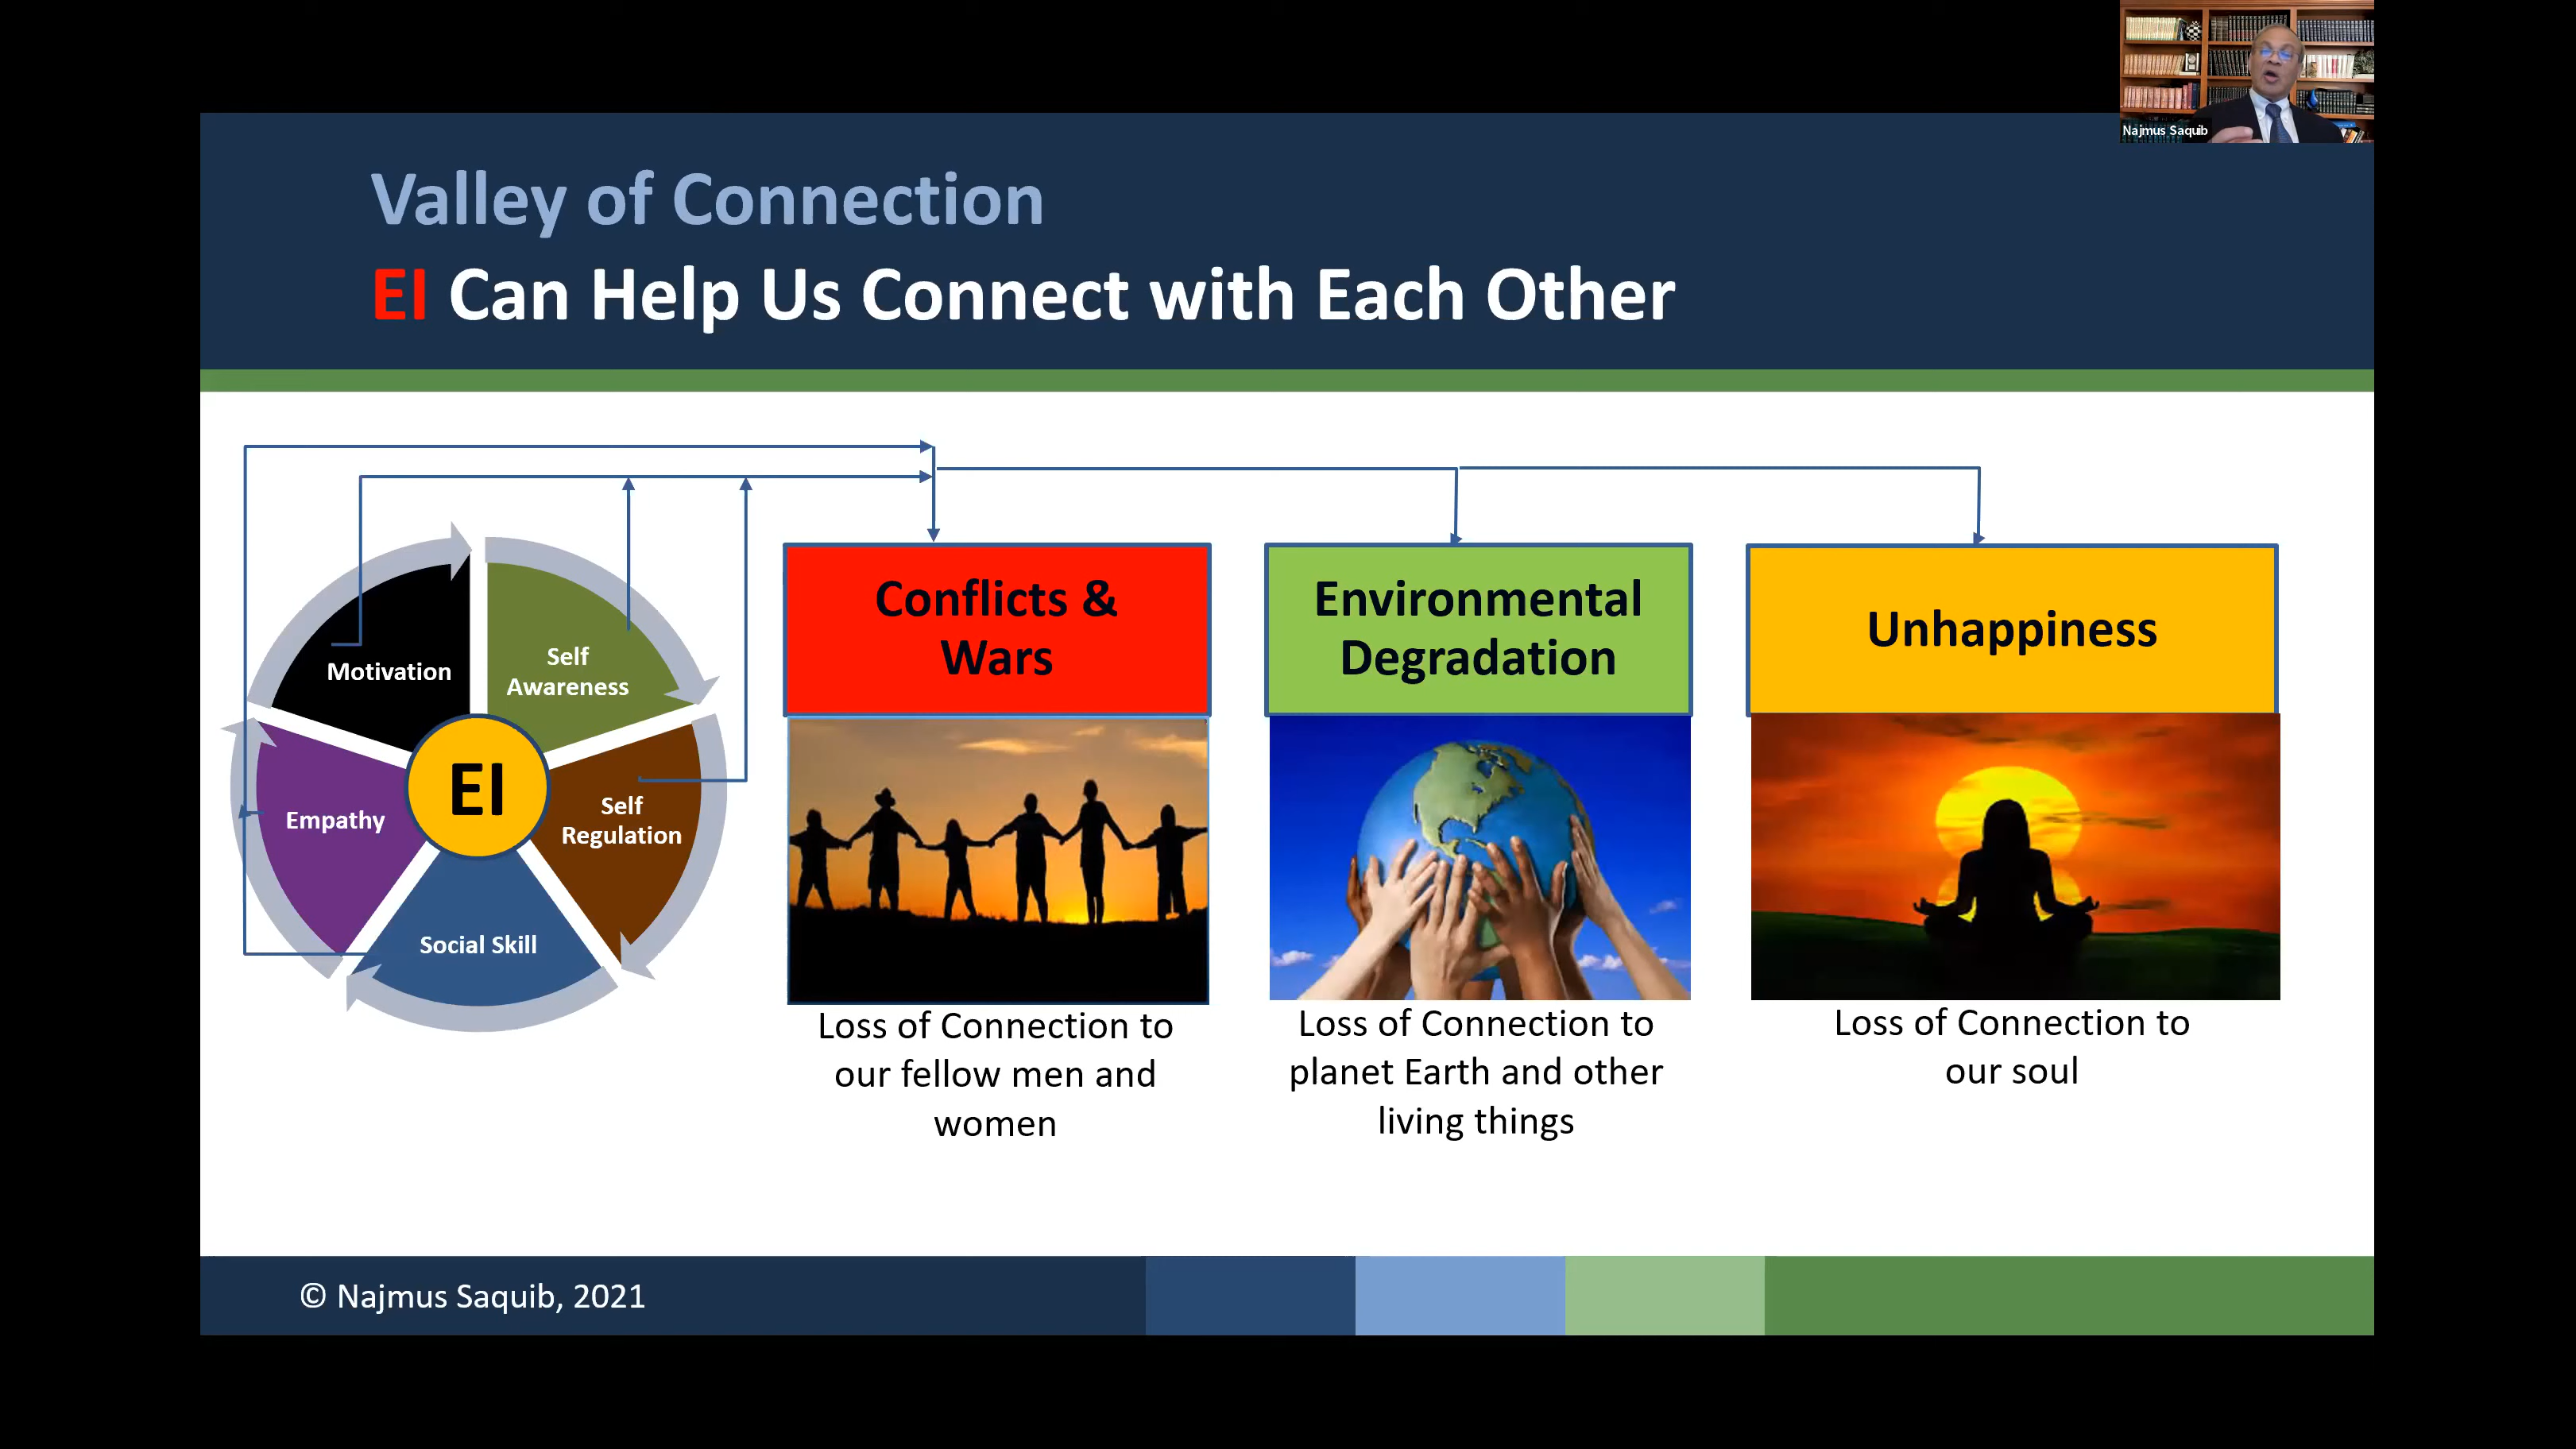 Najmus Saquib
Valley of Connection
EI Can Help Us Connect with Each Other
Motivation
Self
Awareness
Self
Regulation
Social Skill
Empathy
EI
Conflicts &
Wars
Loss of Connection to
our fellow men and
women
Environmental
Degradation
Loss of Connection to
planet Earth and other
living things
Unhappiness
Loss of Connection to
our soul
© Najmus Saquib, 2021